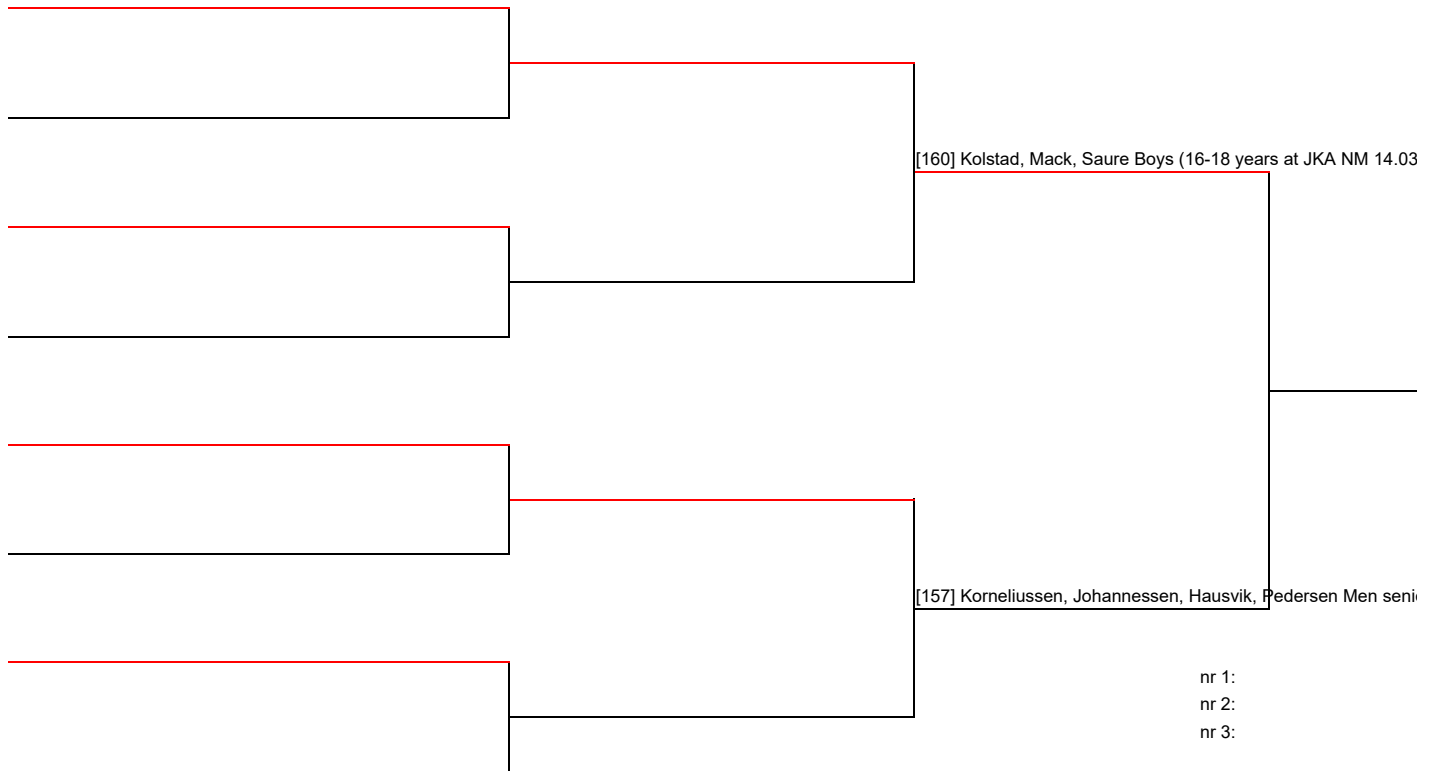 [160] Kolstad, Mack, Saure Boys (16-18 years at JKA NM 14.03
[157] Korneliussen, Johannessen, Hausvik, Pedersen Men seni
nr 1:
nr 2:
nr 3: